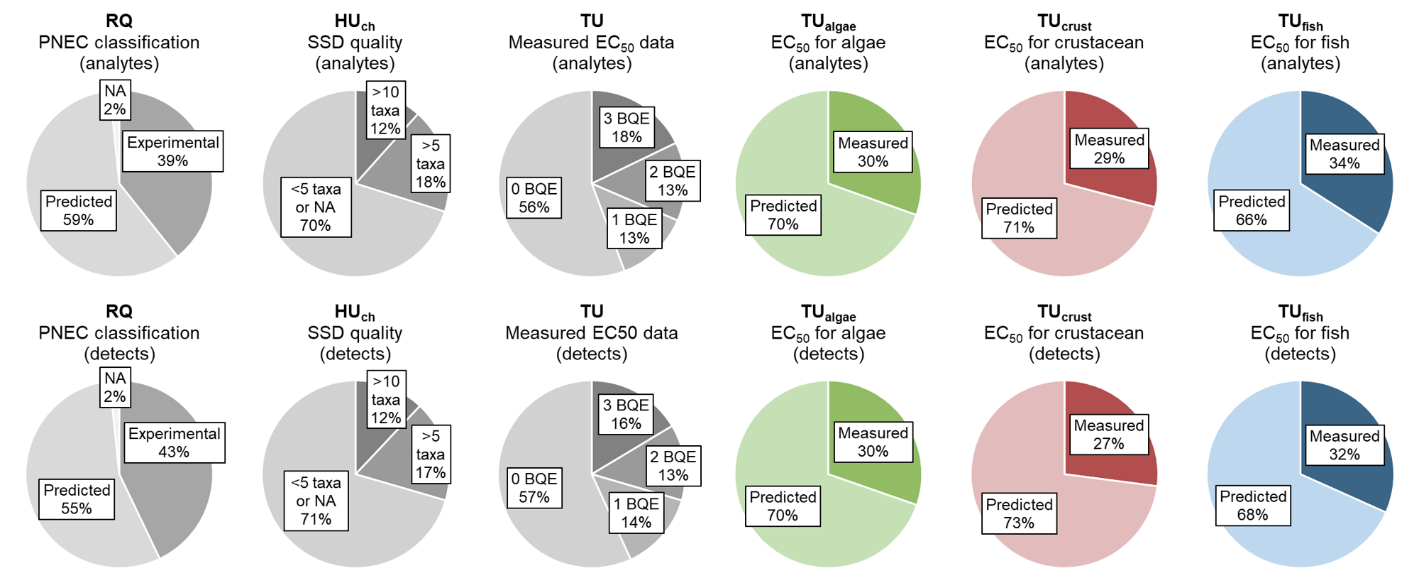 RQ
PNEC classification
(analytes)
NA
2%
Experimental
39%
Predicted
59%
HUch
SSD quality
(analytes)
>10
taxa
12%
>5
taxa
18%
<5 taxa
or NA
70%
TU
Measured EC50 data
(analytes)
3 BQE
18%
2 BQE
13%
1 BQE
13%
0 BQE
56%
TUalgae
EC50 for algae
(analytes)
Measured
30%
Predicted
70%
TUcrust
EC50 for crustacean
(analytes)
Measured
29%
Predicted
71%
TUfish
EC50 for fish
(analytes)
Measured
34%
Predicted
66%
RQ
PNEC classification
(detects)
NA
2%
Experimental
43%
Predicted
55%
HUch
SSD quality
(detects)
>10
taxa
12%
>5
taxa
17%
<5 taxa
or NA
71%
TU
Measured EC50 data
(detects)
3 BQE
16%
2 BQE
13%
1 BQE
14%
0 BQE
57%
TUalgae
EC50 for algae
(detects)
Measured
30%
Predicted
70%
TUcrust
EC50 for crustacean
(detects)
Measured
27%
Predicted
73%
TUfish
EC50 for fish
(detects)
Measured
32%
Predicted
68%